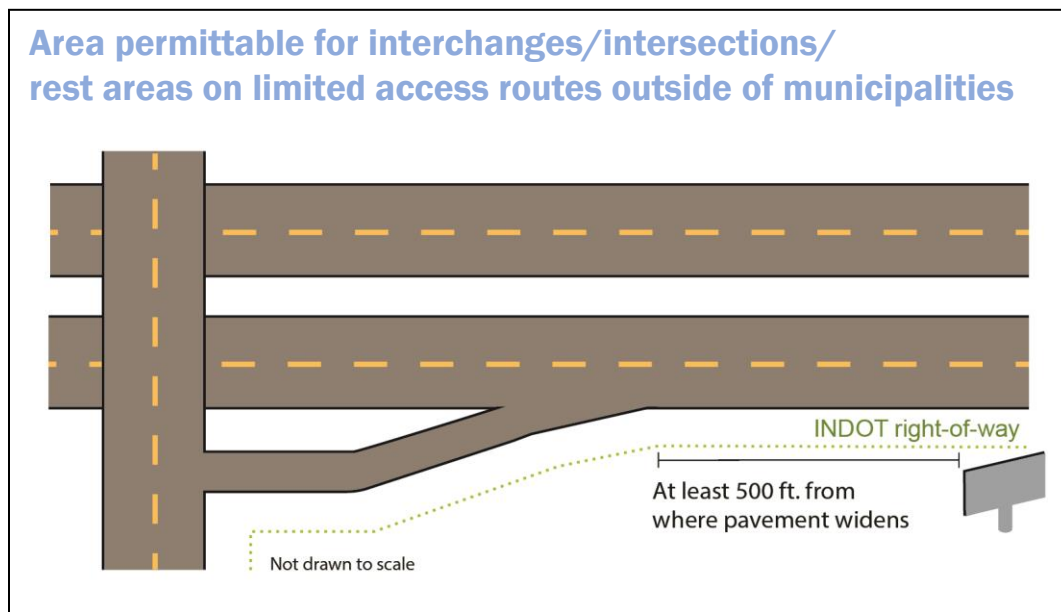 Area permittable for interchanges/intersections/
rest areas on limited access routes outside of municipalities
INDOT right-of-way
At least 500 ft. from
where pavement widens
Not drawn to scale